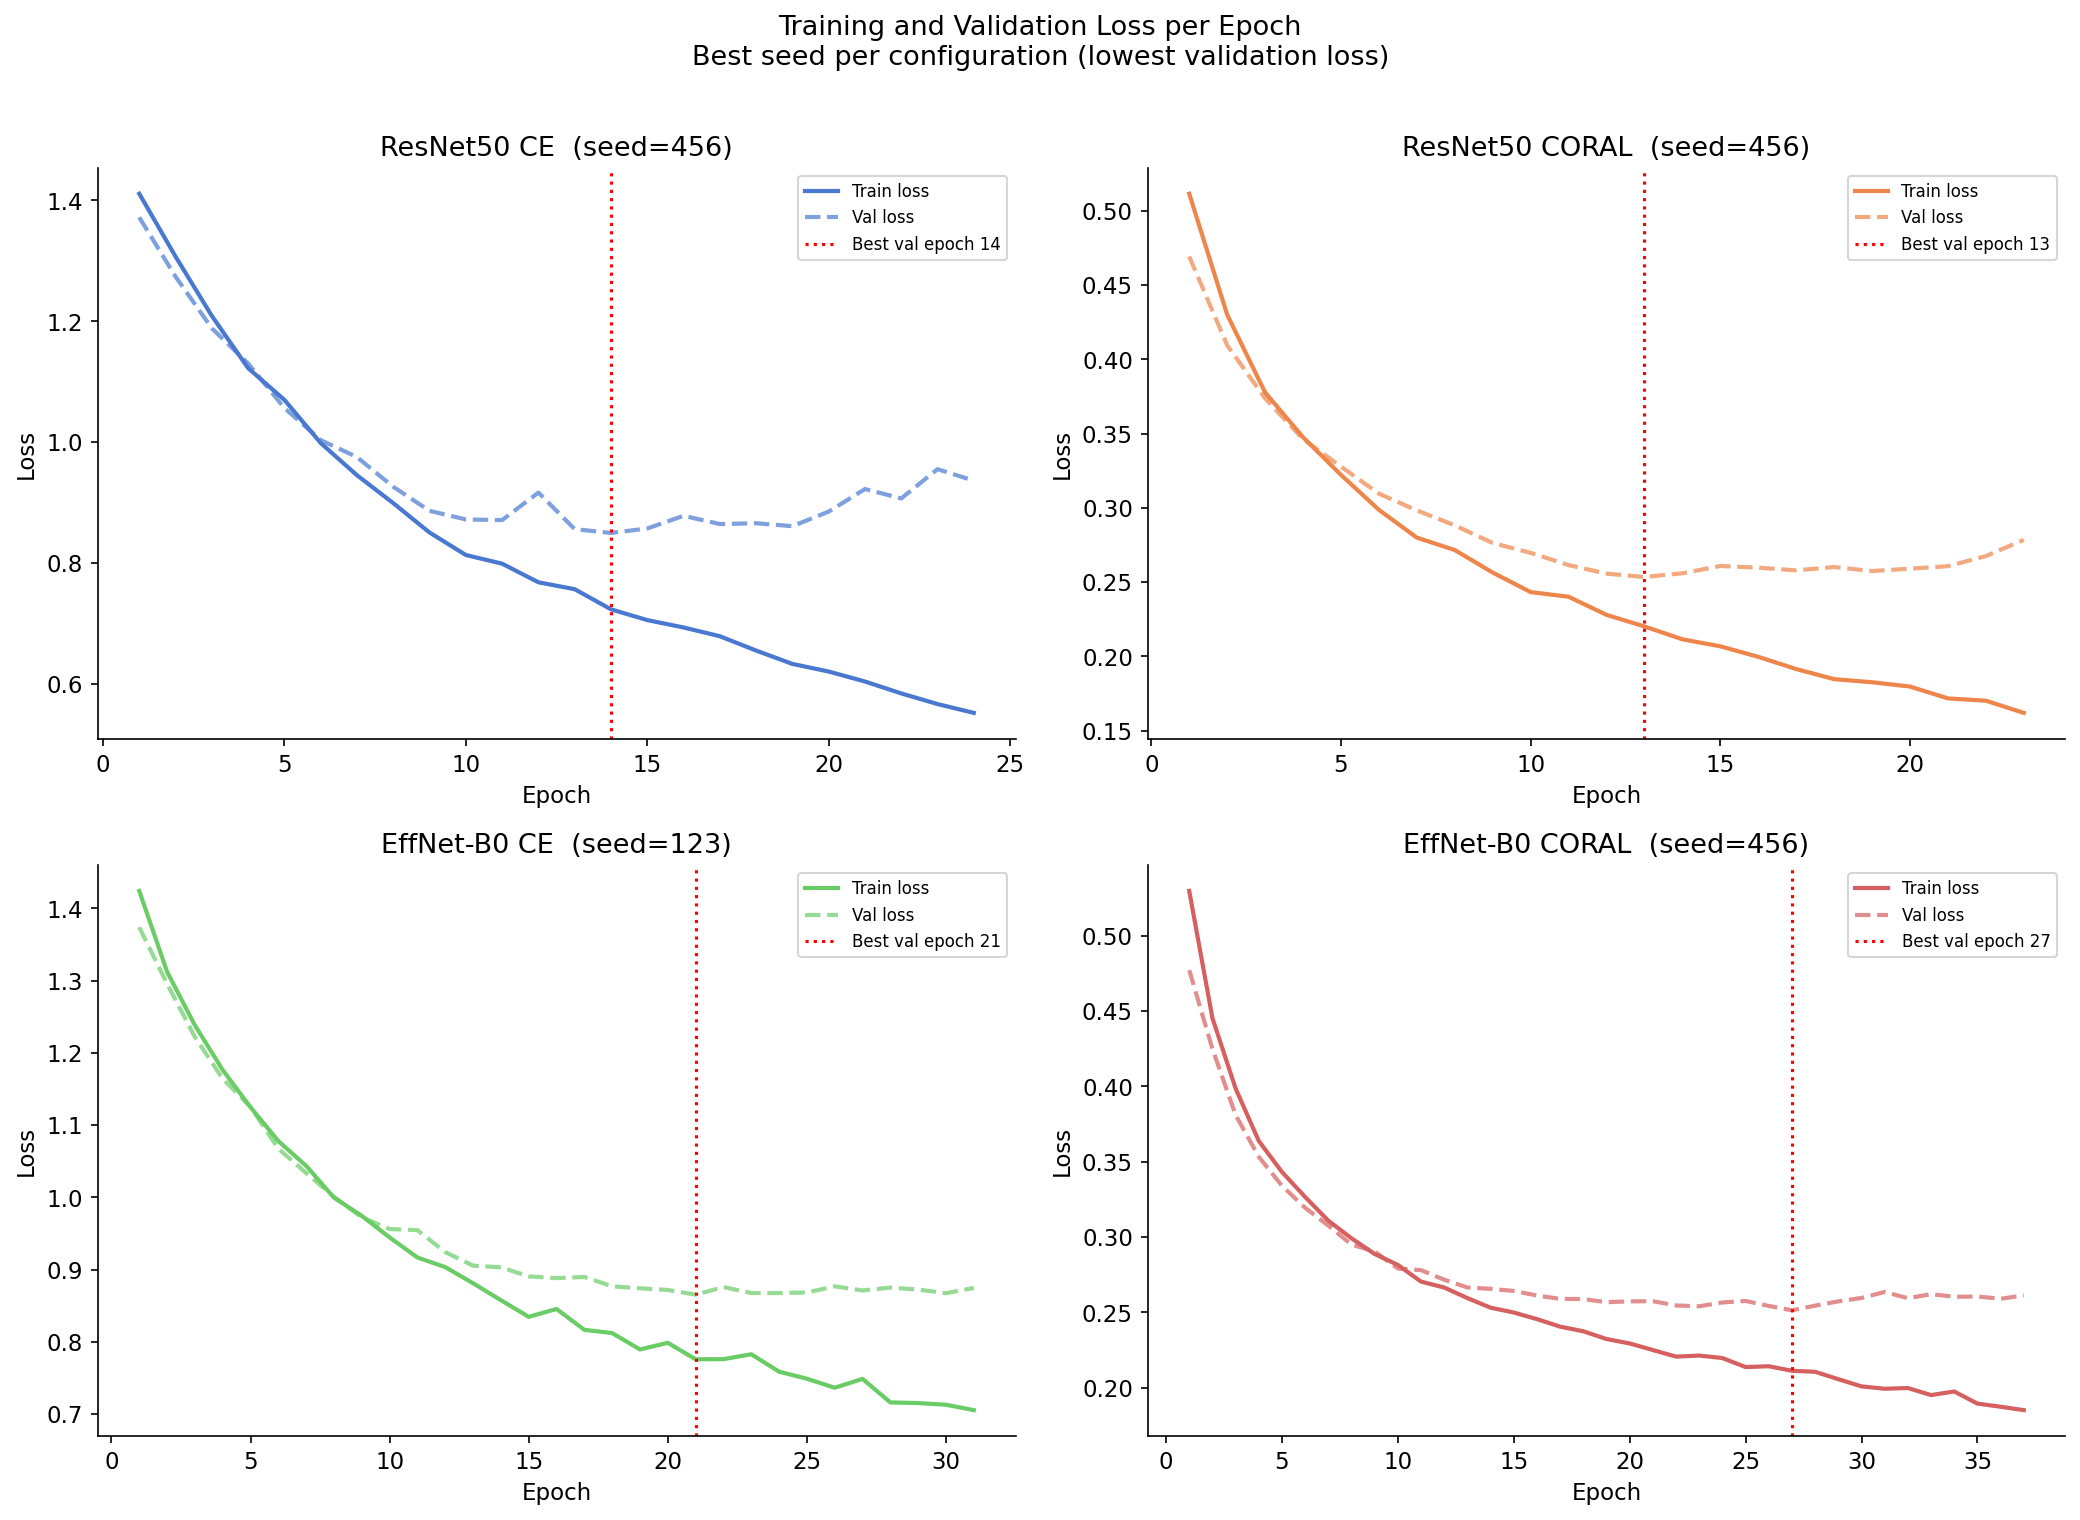 Training and Validation Loss per Epoch
Best seed per configuration (lowest validation loss)
ResNet50 CE  (seed=456)
Train loss
Val loss
Best val epoch 14
Loss
1.4
1.2
1.0
0.8
0.6
0 5 10 15 20 25
Epoch
ResNet50 CORAL  (seed=456)
Train loss
Val loss
Best val epoch 13
Loss
0.50
0.45
0.40
0.35
0.30
0.25
0.20
0.15
0 5 10 15 20
Epoch
EffNet-B0 CE  (seed=123)
Train loss
Val loss
Best val epoch 21
Loss
1.4
1.3
1.2
1.1
1.0
0.9
0.8
0.7
0 5 10 15 20 25 30
Epoch
EffNet-B0 CORAL  (seed=456)
Train loss
Val loss
Best val epoch 27
Loss
0.50
0.45
0.40
0.35
0.30
0.25
0.20
0 5 10 15 20 25 30 35
Epoch